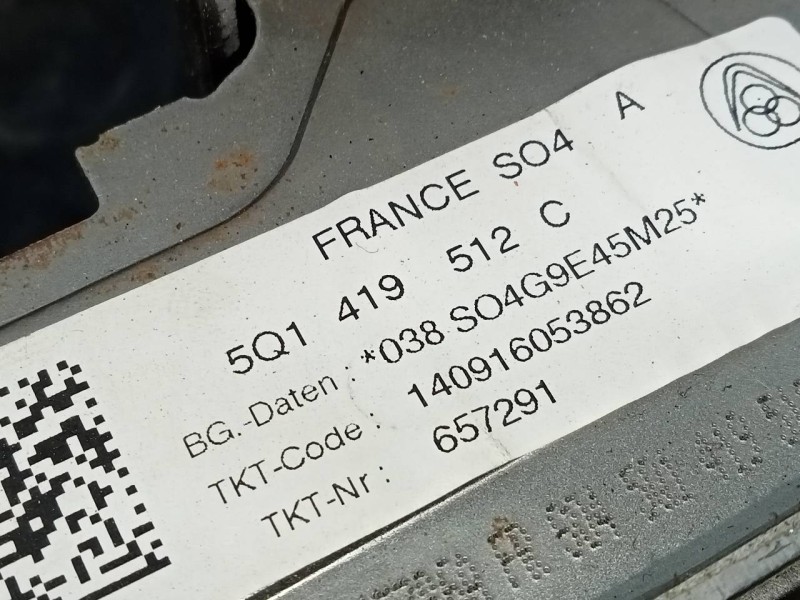 FRANCE SO4 A
5Q1 419 512 C
BG.-Daten : *038 SO4G9E45M25*
TKT-Code : 140916053862
TKT-Nr : 657291